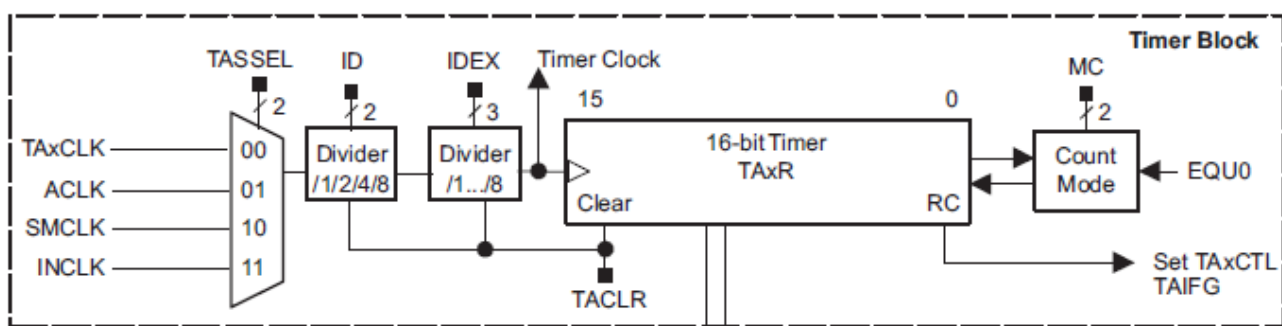 Timer Block
TASSEL
ID
IDEX
Timer Clock
MC
2
2
3
15
0
2
TAxCLK
ACLK
SMCLK
INCLK
00
01
10
11
Divider
/1/2/4/8
Divider
/1.../8
16-bit Timer
TAxR
Clear
RC
Count
Mode
EQU0
TACLR
Set TAxCTL
TAIFG